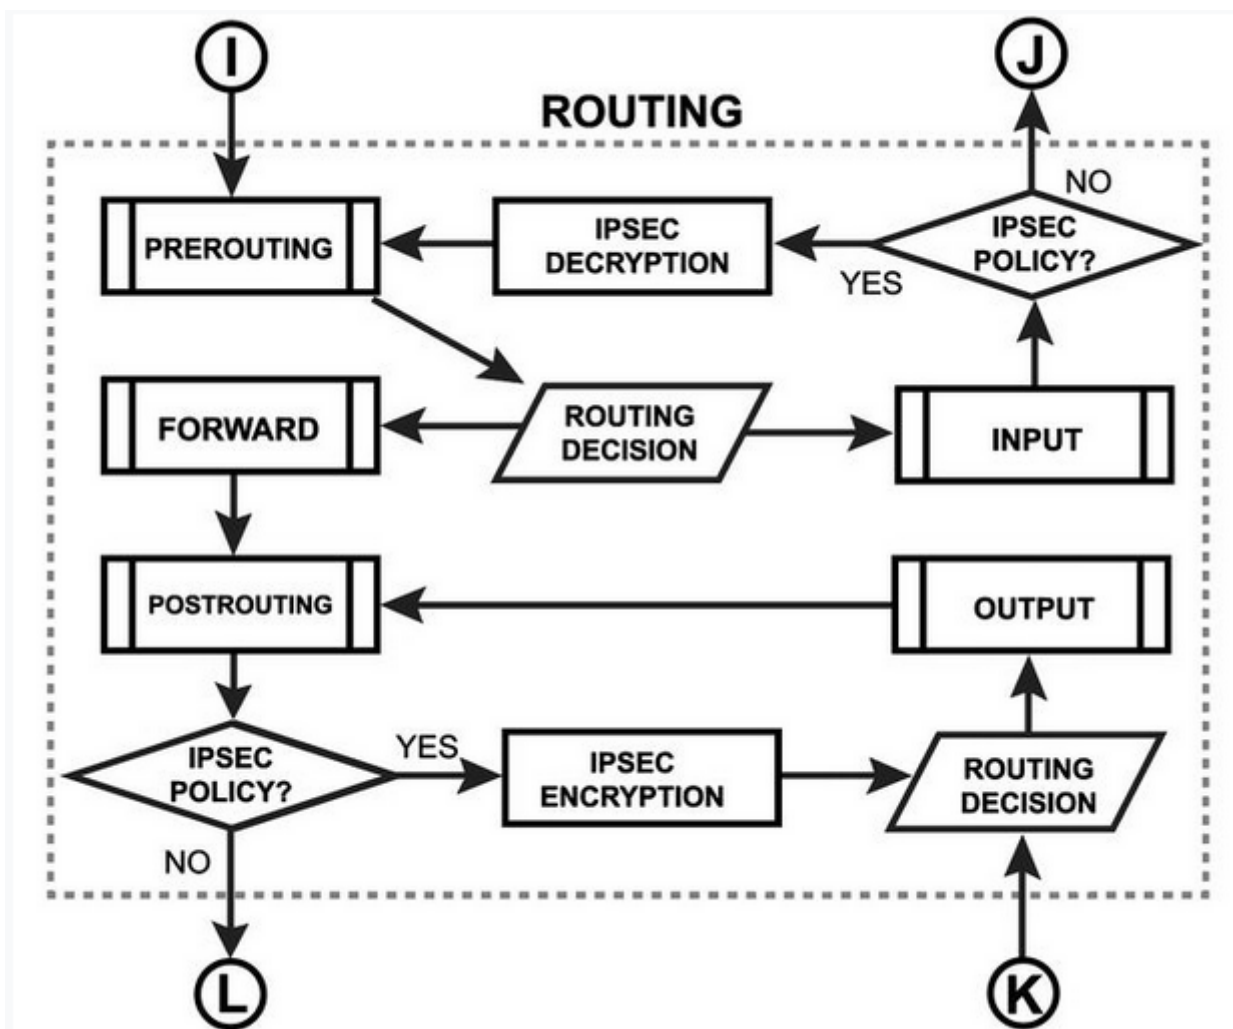 I
J
ROUTING
NO
PREROUTING
IPSEC
DECRYPTION
YES
IPSEC
POLICY?
FORWARD
ROUTING
DECISION
INPUT
POSTROUTING
OUTPUT
IPSEC
POLICY?
YES
IPSEC
ENCRYPTION
ROUTING
DECISION
NO
L
K